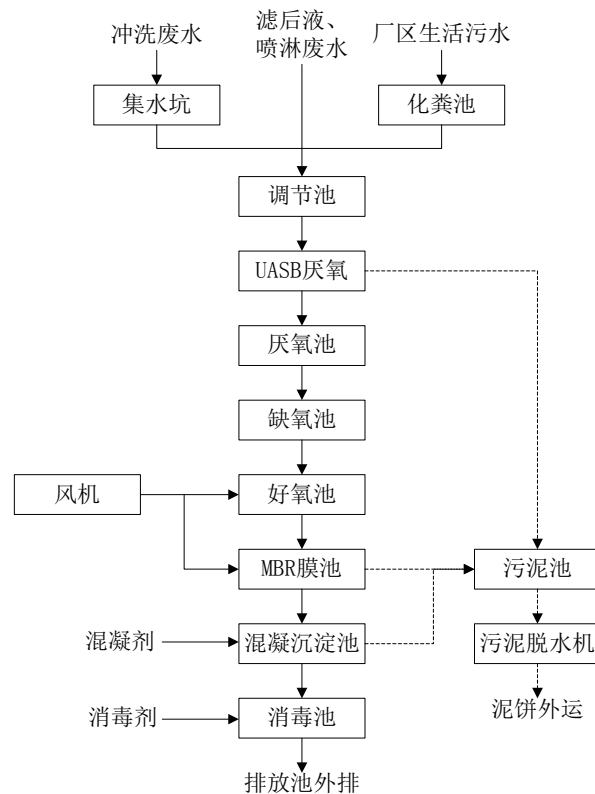 冲洗废水
滤后液、
喷淋废水
厂区生活污水
集水坑
化粪池
调节池
UASB厌氧
厌氧池
缺氧池
风机
好氧池
MBR膜池
污泥池
混凝剂
混凝沉淀池
污泥脱水机
消毒剂
消毒池
泥饼外运
排放池外排